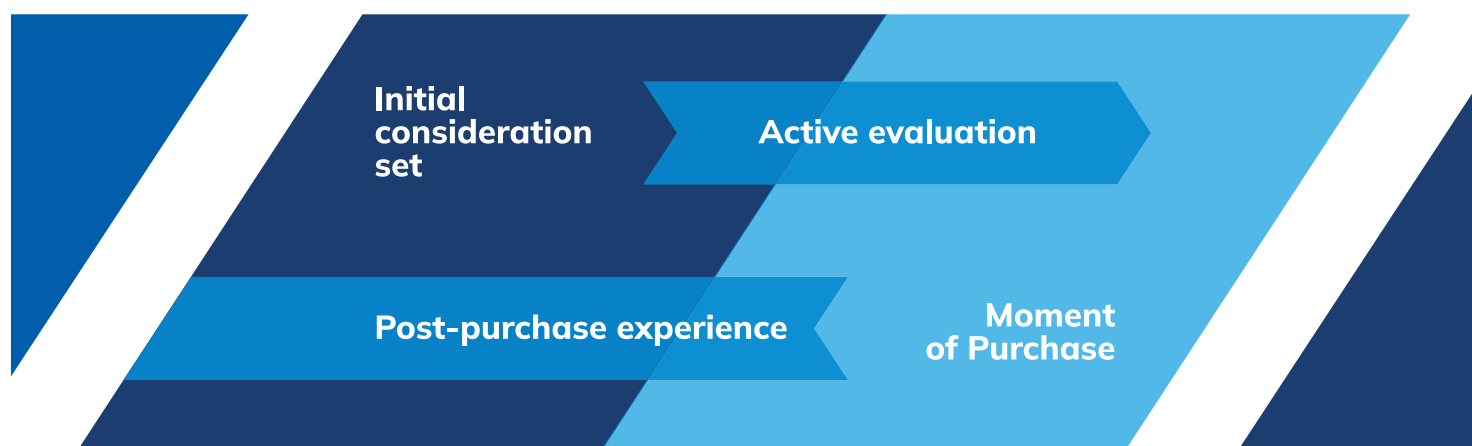 Initial
consideration
set
Active evaluation
Post-purchase experience
Moment
of Purchase